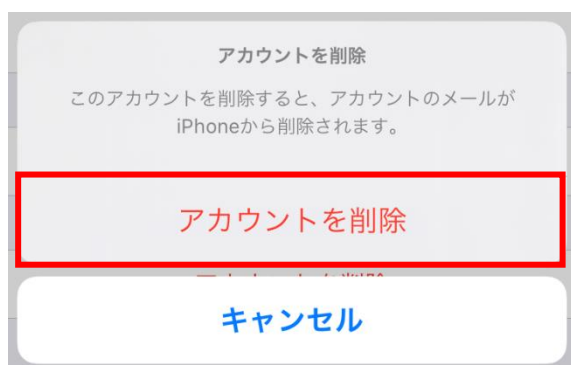 アカウントを削除
このアカウントを削除すると、アカウントのメールが
iPhoneから削除されます。
アカウントを削除
キャンセル